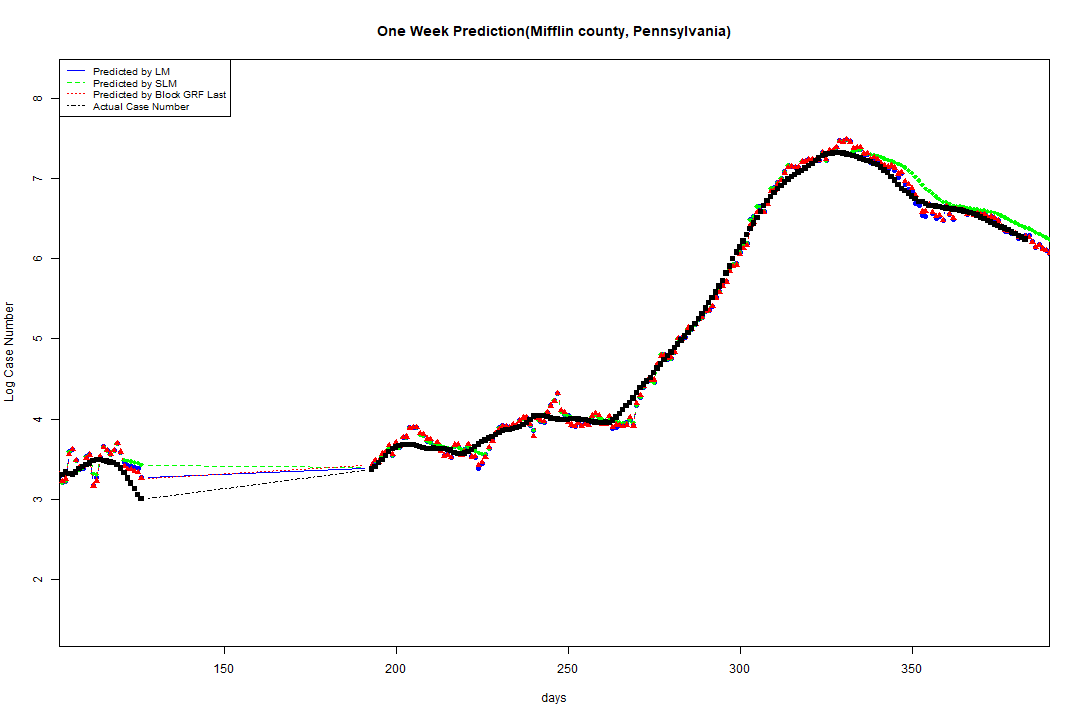 One Week Prediction(Mifflin county, Pennsylvania)
Predicted by LM
Predicted by SLM
Predicted by Block GRF Last
Actual Case Number
8
7
6
5
4
3
2
Log Case Number
150
200
250
300
350
days